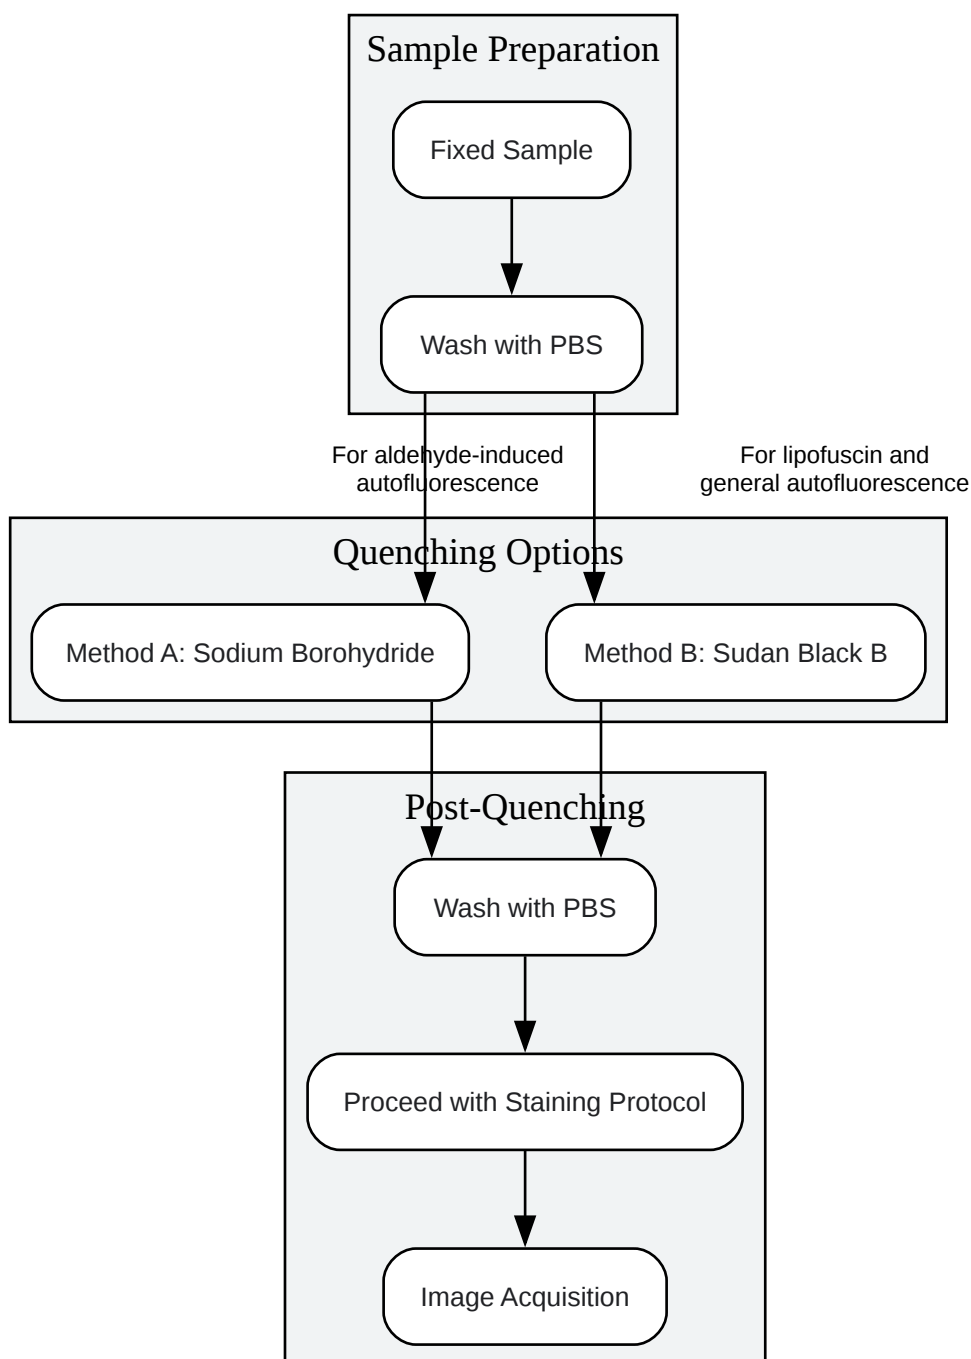 Sample Preparation
Fixed Sample
Wash with PBS
For aldehyde-induced
autofluorescence
For lipofuscin and
general autofluorescence
Quenching Options
Method A: Sodium Borohydride
Method B: Sudan Black B
Post-Quenching
Wash with PBS
Proceed with Staining Protocol
Image Acquisition